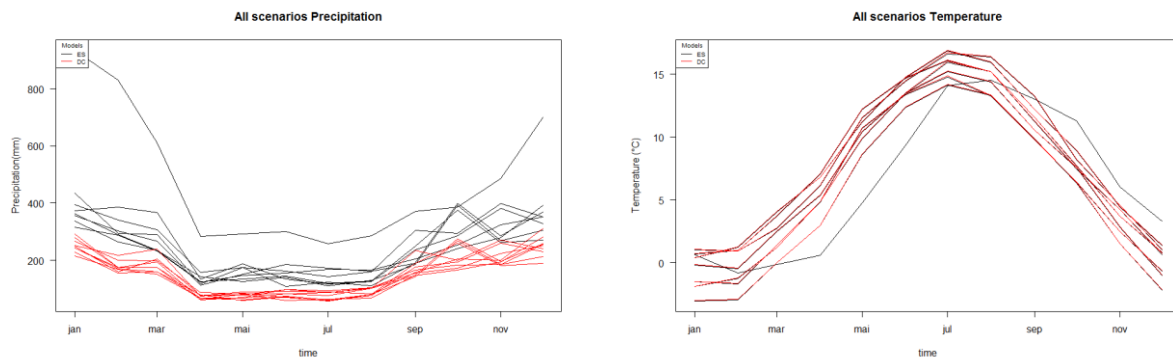 All scenarios Precipitation
Models
ES
DC
Precipitation(mm)
800
600
400
200
jan
mar
mai
jul
sep
nov
time
All scenarios Temperature
Models
ES
DC
Temperature (°C)
15
10
5
0
jan
mar
mai
jul
sep
nov
time